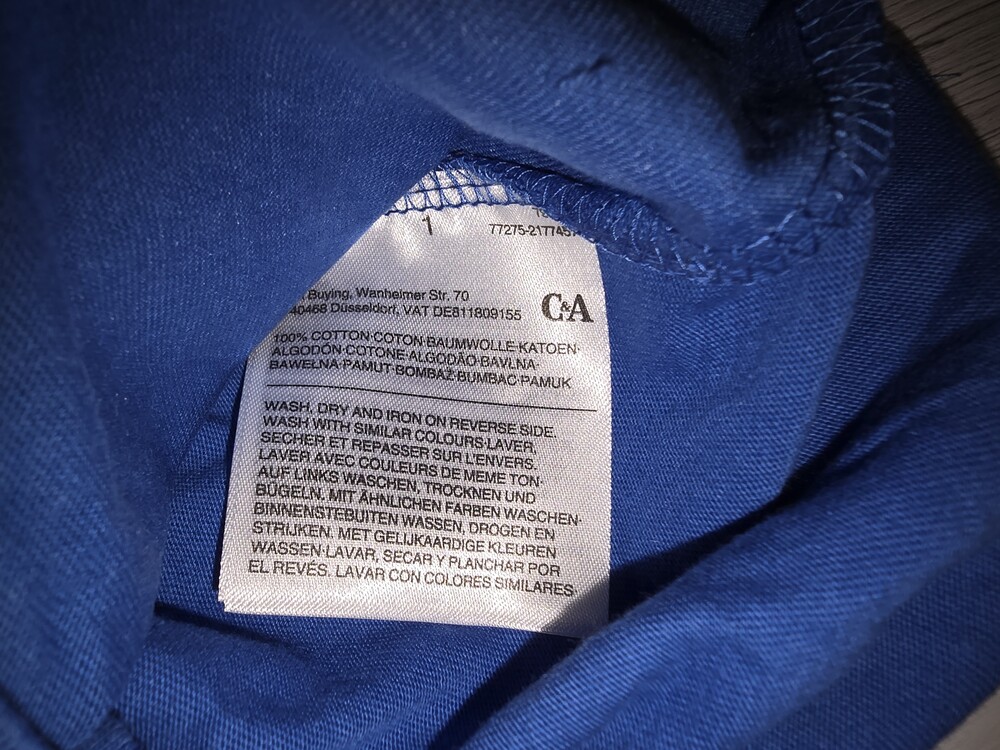 1
77275-21774
Buying, Wanheimer Str. 70
40468 Düsseldorf, VAT DE811809155
C&A
100% COTTON·COTON·BAUMWOLLE·KATOEN·
ALGODÓN·COTONE·ALGODÃO·BAVLNA·
BAWEŁNA·PAMUT·BOMBAŽ·BUMBAC·PAMUK
WASH, DRY AND IRON ON REVERSE SIDE.
WASH WITH SIMILAR COLOURS·LAVER,
SECHER ET REPASSER SUR L'ENVERS.
LAVER AVEC COULEURS DE MEME TON·
AUF LINKS WASCHEN, TROCKNEN UND
BÜGELN. MIT ÄHNLICHEN FARBEN WASCHEN·
BINNENSTEBUITEN WASSEN, DROGEN EN
STRIJKEN. MET GELIJKAARDIGE KLEUREN
WASSEN·LAVAR, SECAR Y PLANCHAR POR
EL REVÉS. LAVAR CON COLORES SIMILARES·